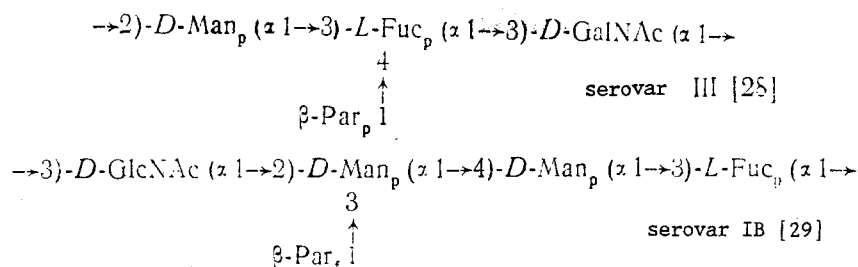 →2)-D-Manp (α 1→3)-L-Fucp (α 1→3)-D-GalNAc (α 1→
4
↑
β-Parp 1
serovar III [28]
→3)-D-GlcNAc (α 1→2)-D-Manp (α 1→4)-D-Manp (α 1→3)-L-Fucp (α 1→
3
↑
β-Parf 1
serovar IB [29]